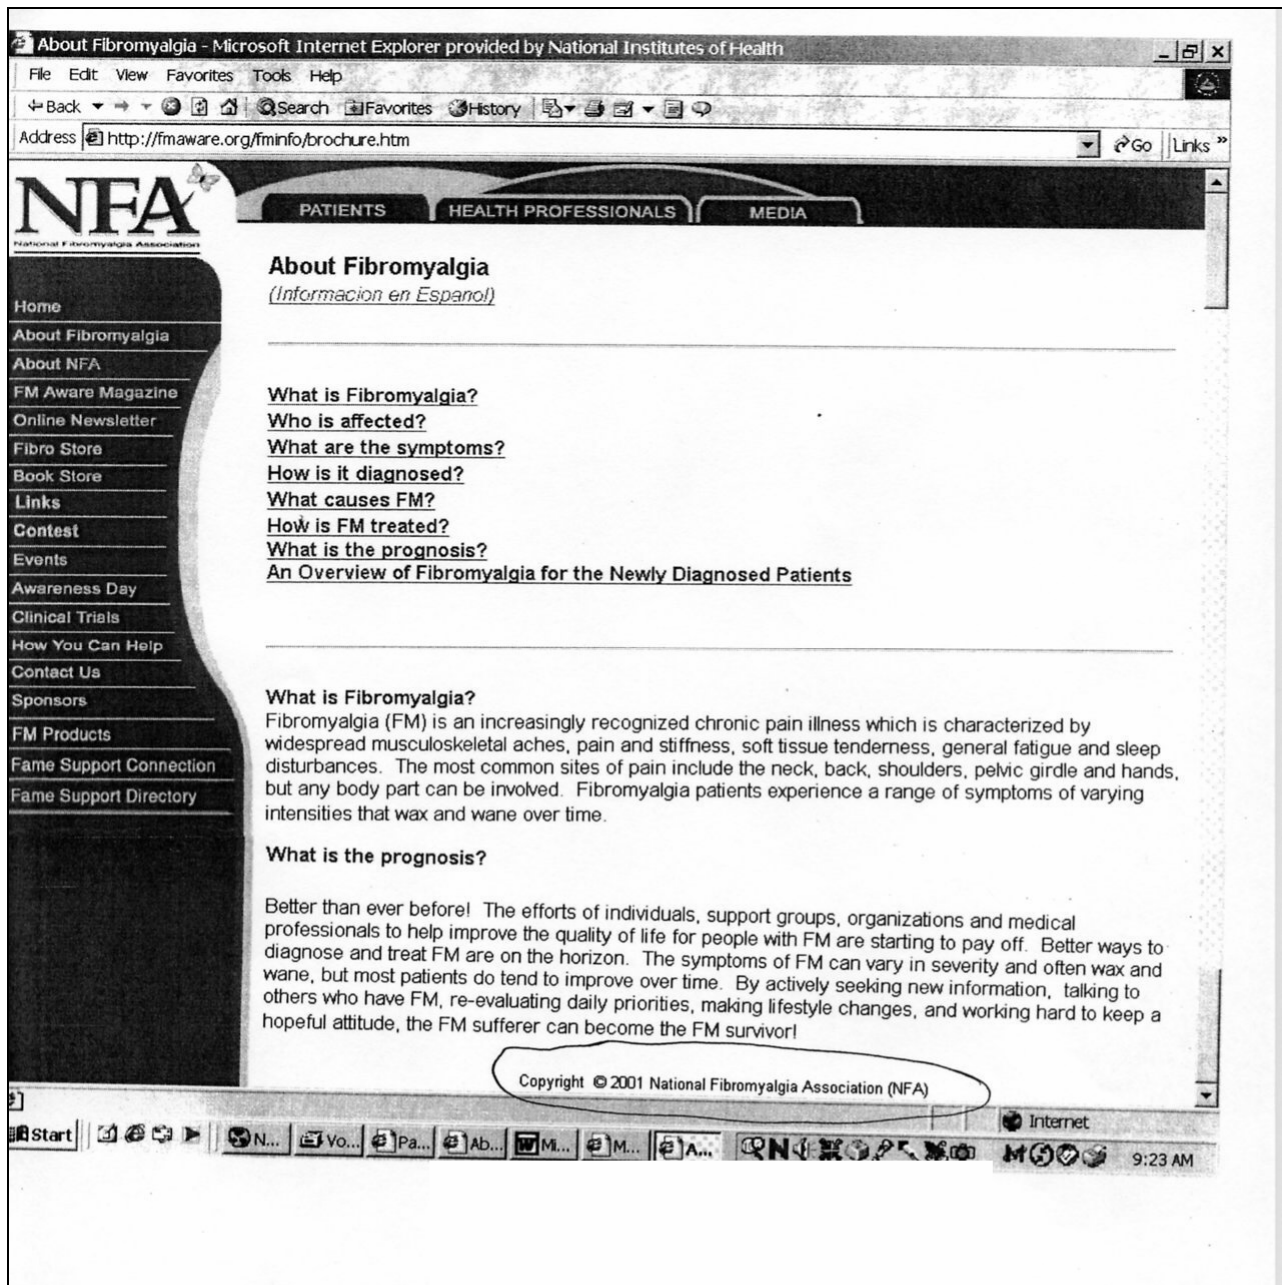 About Fibromyalgia - Microsoft Internet Explorer provided by National Institutes of Health
File Edit View Favorites Tools Help
Back Search Favorites History
Address http://fmaware.org/fminfo/brochure.htm Go Links »
NFA
National Fibromyalgia Association
PATIENTS HEALTH PROFESSIONALS MEDIA
Home
About Fibromyalgia
About NFA
FM Aware Magazine
Online Newsletter
Fibro Store
Book Store
Links
Contest
Events
Awareness Day
Clinical Trials
How You Can Help
Contact Us
Sponsors
FM Products
Fame Support Connection
Fame Support Directory
About Fibromyalgia
(Informacion en Espanol)
What is Fibromyalgia?
Who is affected?
What are the symptoms?
How is it diagnosed?
What causes FM?
How is FM treated?
What is the prognosis?
An Overview of Fibromyalgia for the Newly Diagnosed Patients
What is Fibromyalgia?
Fibromyalgia (FM) is an increasingly recognized chronic pain illness which is characterized by
widespread musculoskeletal aches, pain and stiffness, soft tissue tenderness, general fatigue and sleep
disturbances. The most common sites of pain include the neck, back, shoulders, pelvic girdle and hands,
but any body part can be involved. Fibromyalgia patients experience a range of symptoms of varying
intensities that wax and wane over time.
What is the prognosis?
Better than ever before! The efforts of individuals, support groups, organizations and medical
professionals to help improve the quality of life for people with FM are starting to pay off. Better ways to
diagnose and treat FM are on the horizon. The symptoms of FM can vary in severity and often wax and
wane, but most patients do tend to improve over time. By actively seeking new information, talking to
others who have FM, re-evaluating daily priorities, making lifestyle changes, and working hard to keep a
hopeful attitude, the FM sufferer can become the FM survivor!
Copyright © 2001 National Fibromyalgia Association (NFA)
Internet
Start N... Vo... Pa... Ab... Mi... M... A... 9:23 AM